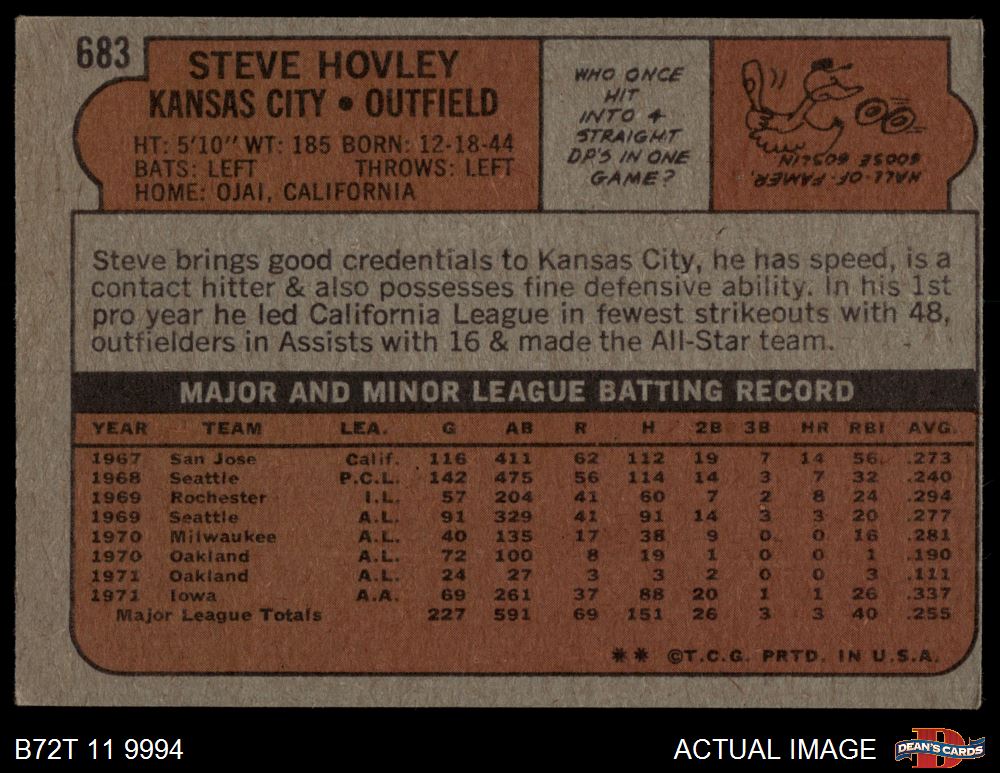 683
STEVE HOVLEY
KANSAS CITY • OUTFIELD
HT: 5'10" WT: 185 BORN: 12-18-44
BATS: LEFT THROWS: LEFT
HOME: OJAI, CALIFORNIA
WHO ONCE
HIT
INTO 4
STRAIGHT
DP'S IN ONE
GAME?
HALL-OF-FAMER,
GOOSE GOSLIN
Steve brings good credentials to Kansas City, he has speed, is a
contact hitter & also possesses fine defensive ability. In his 1st
pro year he led California League in fewest strikeouts with 48,
outfielders in Assists with 16 & made the All-Star team.
MAJOR AND MINOR LEAGUE BATTING RECORD
YEAR TEAM LEA. G AB R H 2B 3B HR RBI AVG.
1967 San Jose Calif. 116 411 62 112 19 7 14 56 .273
1968 Seattle P.C.L. 142 475 56 114 14 3 7 32 .240
1969 Rochester I.L. 57 204 41 60 7 2 8 24 .294
1969 Seattle A.L. 91 329 41 91 14 3 3 20 .277
1970 Milwaukee A.L. 40 135 17 38 9 0 0 16 .281
1970 Oakland A.L. 72 100 8 19 1 0 0 1 .190
1971 Oakland A.L. 24 27 3 3 2 0 0 3 .111
1971 Iowa A.A. 69 261 37 88 20 1 1 26 .337
Major League Totals 227 591 69 151 26 3 3 40 .255
** ©T.C.G. PRTD. IN U.S.A.
B72T 11 9994
ACTUAL IMAGE
D
DEAN'S CARDS